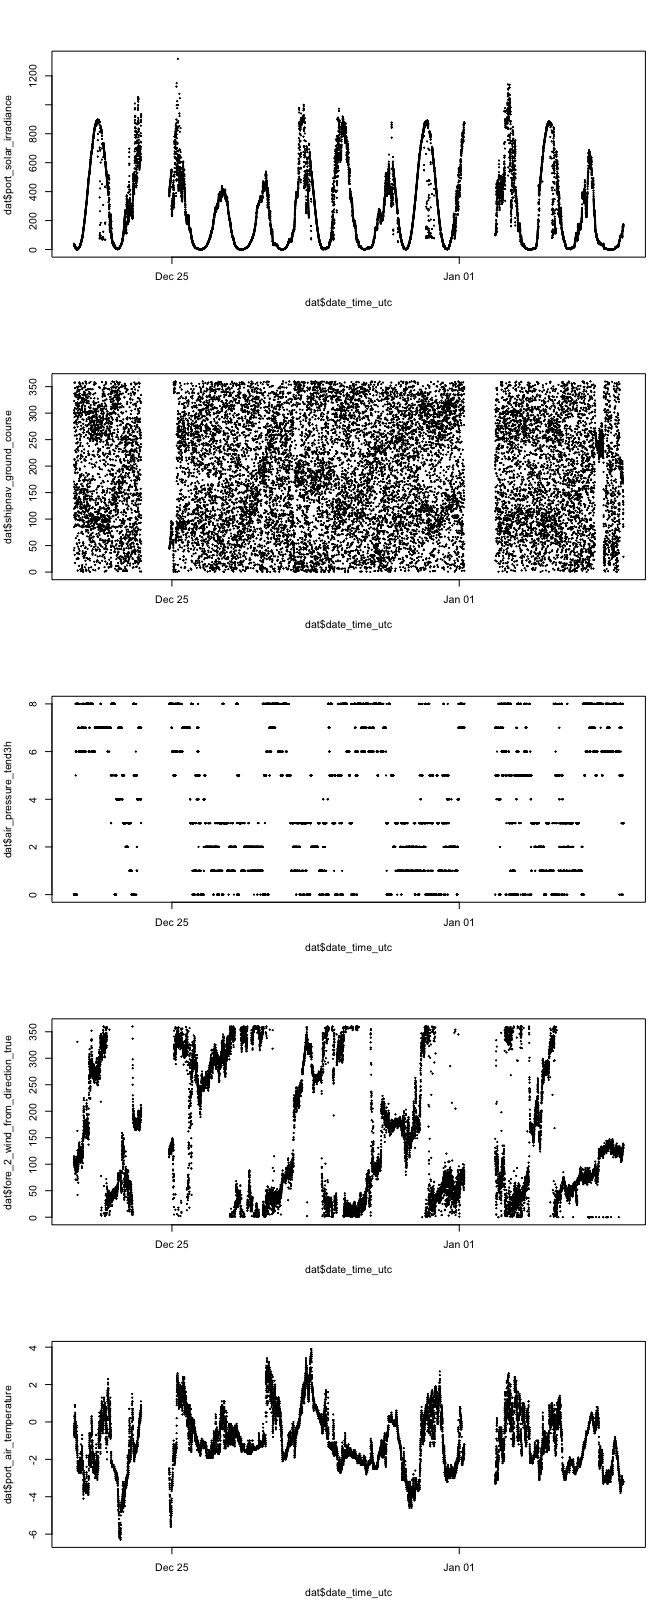 dat$port_solar_irradiance
0 200 400 600 800 1200
Dec 25 Jan 01
dat$date_time_utc
dat$shipnav_ground_course
0 50 100 150 200 250 300 350
Dec 25 Jan 01
dat$date_time_utc
dat$air_pressure_tend3h
0 2 4 6 8
Dec 25 Jan 01
dat$date_time_utc
dat$fore_2_wind_from_direction_true
0 50 100 150 200 250 300 350
Dec 25 Jan 01
dat$date_time_utc
dat$port_air_temperature
-6 -4 -2 0 2 4
Dec 25 Jan 01
dat$date_time_utc